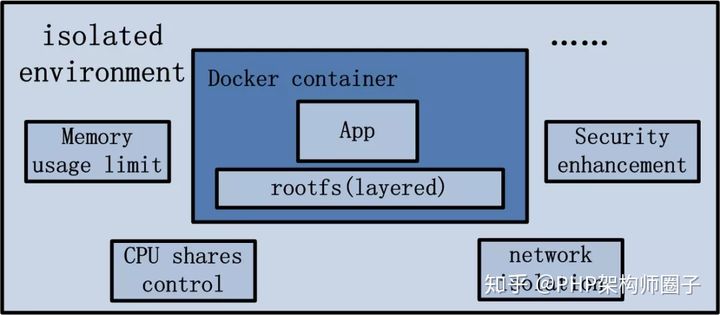 isolated
environment
……
Docker container
App
rootfs(layered)
Memory
usage limit
Security
enhancement
CPU shares
control
network
isolation
知乎 @PHP架构师圈子